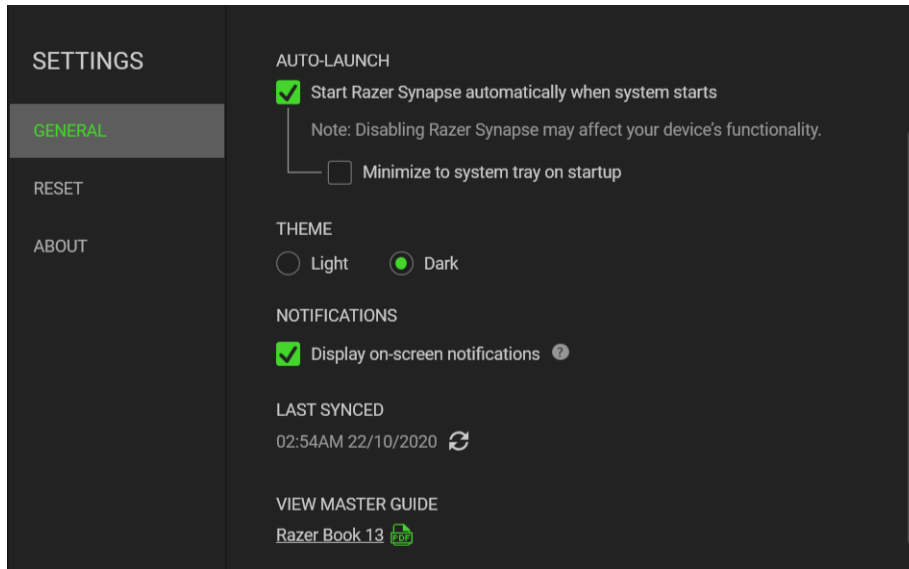 SETTINGS
GENERAL
RESET
ABOUT
AUTO-LAUNCH
Start Razer Synapse automatically when system starts
Note: Disabling Razer Synapse may affect your device's functionality.
Minimize to system tray on startup
THEME
Light Dark
NOTIFICATIONS
Display on-screen notifications ?
LAST SYNCED
02:54AM 22/10/2020
VIEW MASTER GUIDE
Razer Book 13 PDF